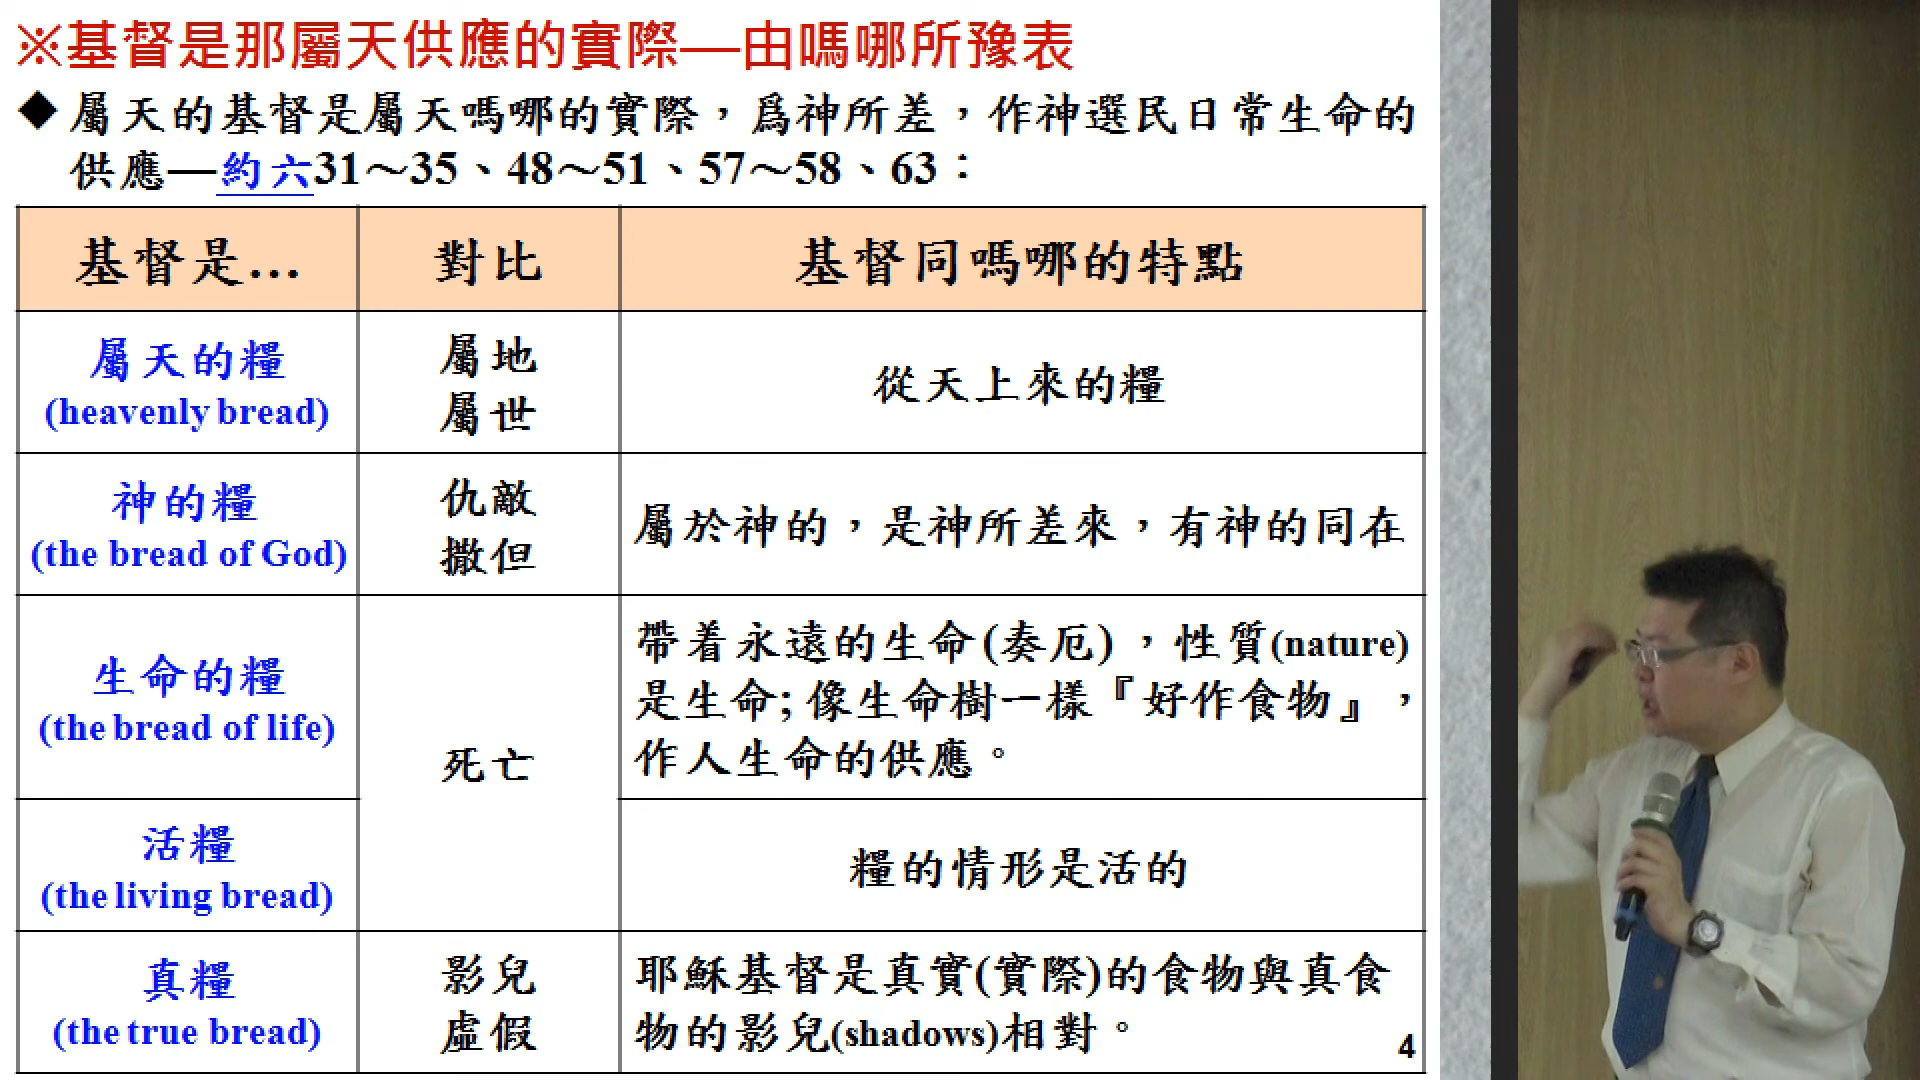 ※基督是那屬天供應的實際—由嗎哪所豫表
◆屬天的基督是屬天嗎哪的實際，爲神所差，作神選民日常生命的
供應—約六31～35、48～51、57～58、63：
基督是…
對比
基督同嗎哪的特點
屬天的糧
(heavenly bread)
屬地
屬世
從天上來的糧
神的糧
(the bread of God)
仇敵
撒但
屬於神的，是神所差來，有神的同在
生命的糧
(the bread of life)
死亡
帶着永遠的生命(奏厄)，性質(nature)
是生命;像生命樹一樣『好作食物』，
作人生命的供應。
活糧
(the living bread)
糧的情形是活的
真糧
(the true bread)
影兒
虛假
耶穌基督是真實(實際)的食物與真食
物的影兒(shadows)相對。
4